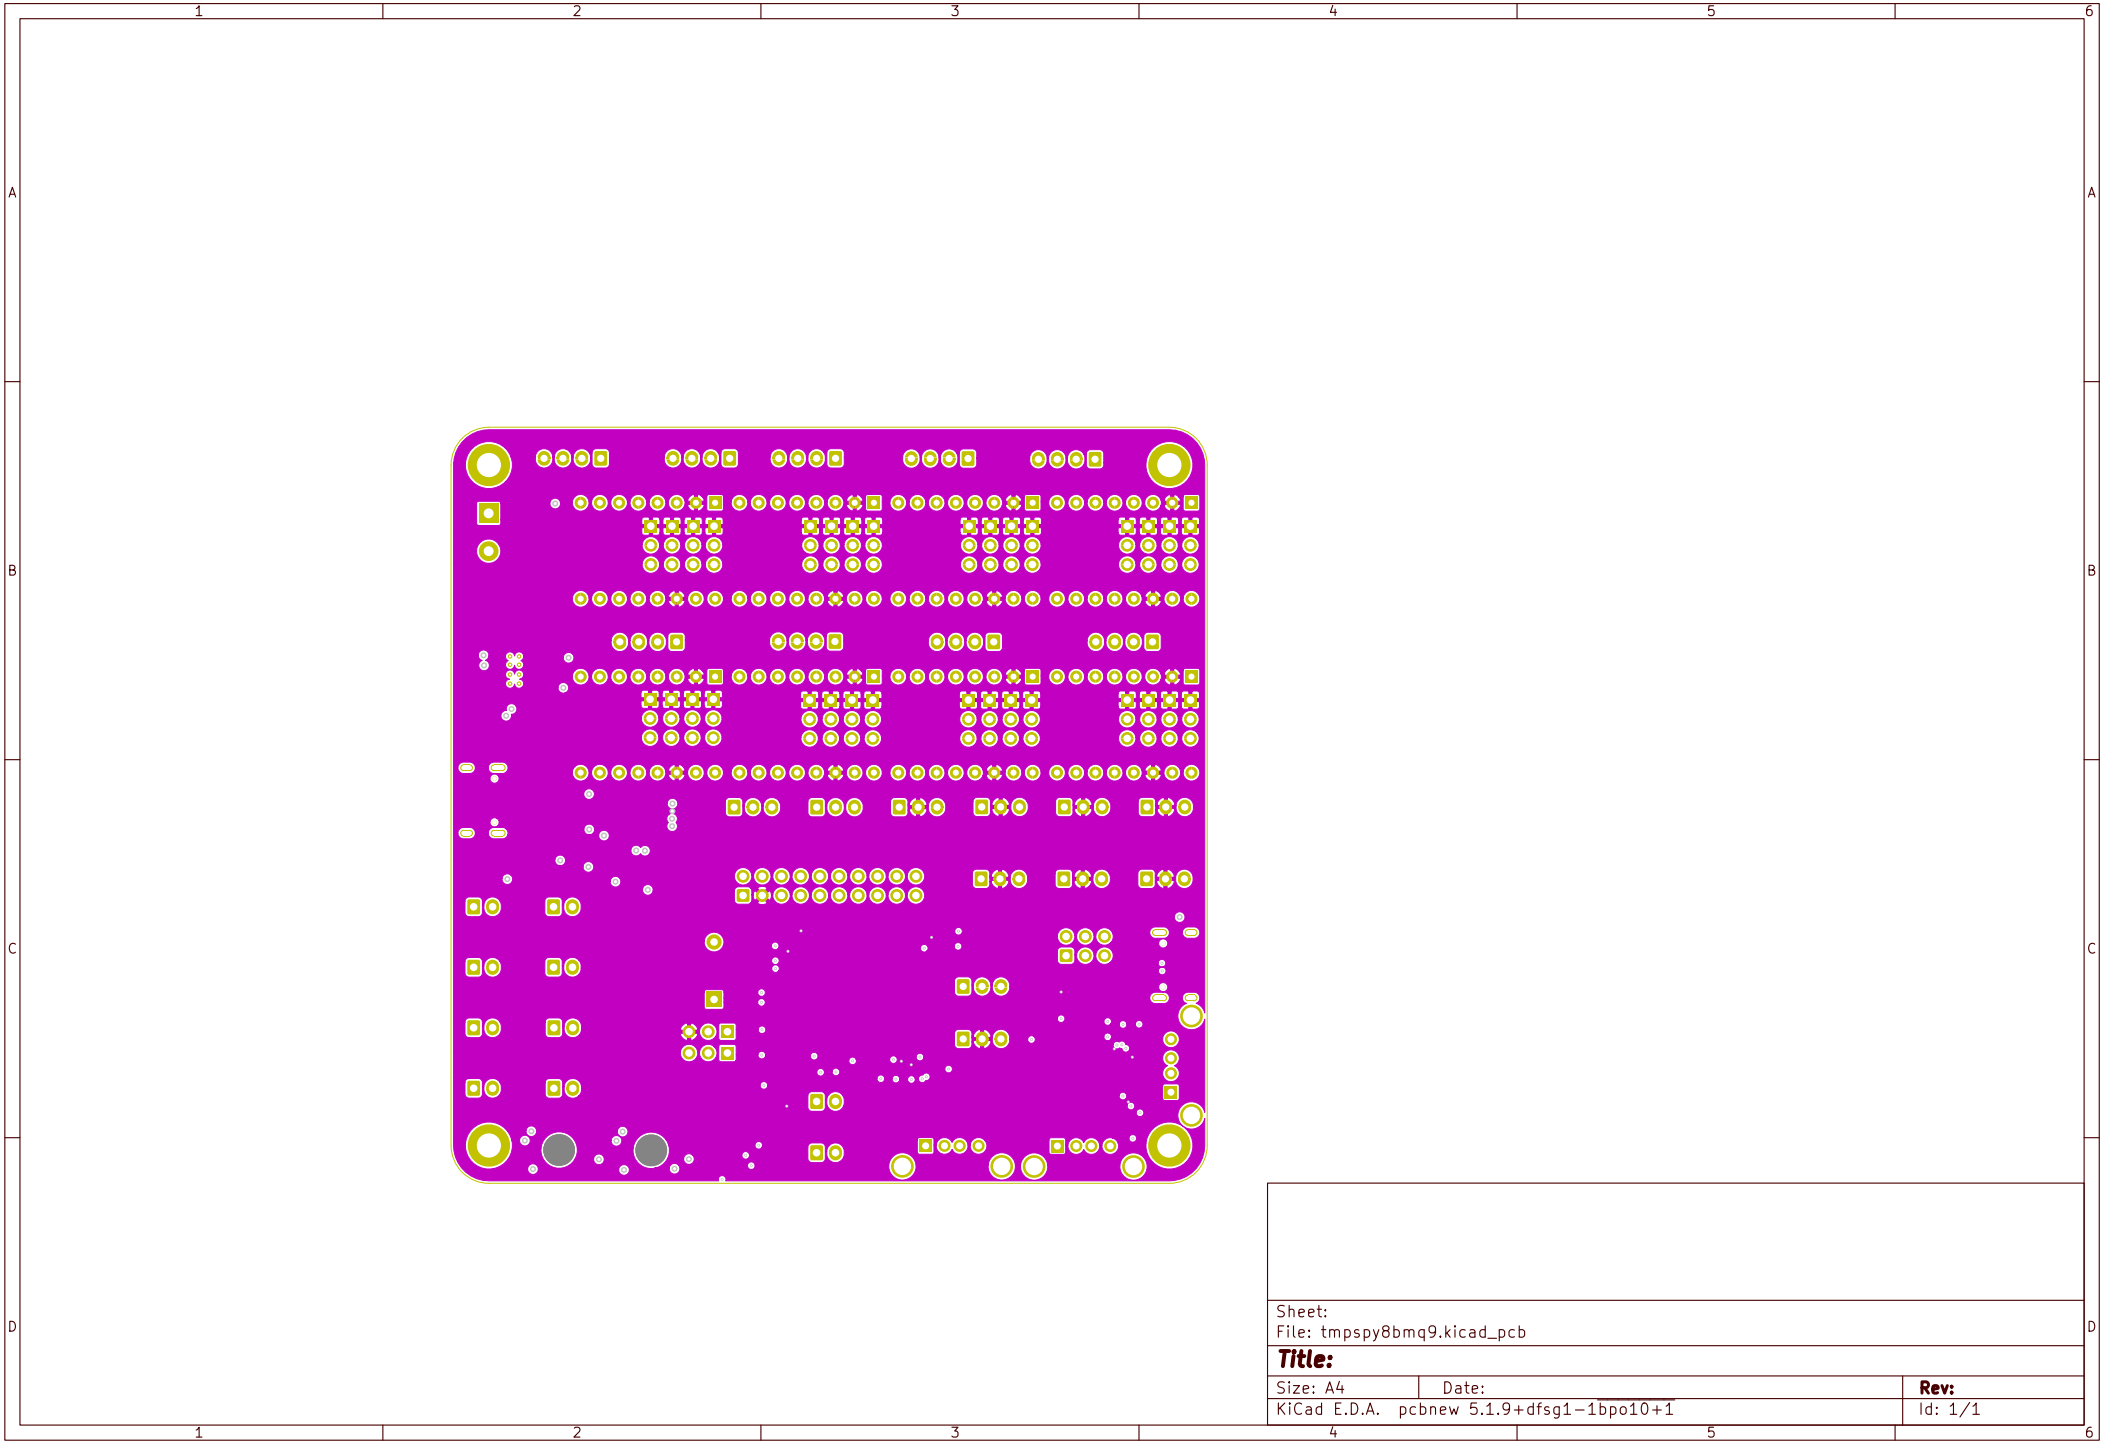 1 2 3 4 5 6
A A
B B
C C
D D
Sheet:
File: tmpspy8bmq9.kicad_pcb
Title:
Size: A4 Date: Rev:
KiCad E.D.A. pcbnew 5.1.9+dfsg1-1bpo10+1 Id: 1/1
1 2 3 4 5 6